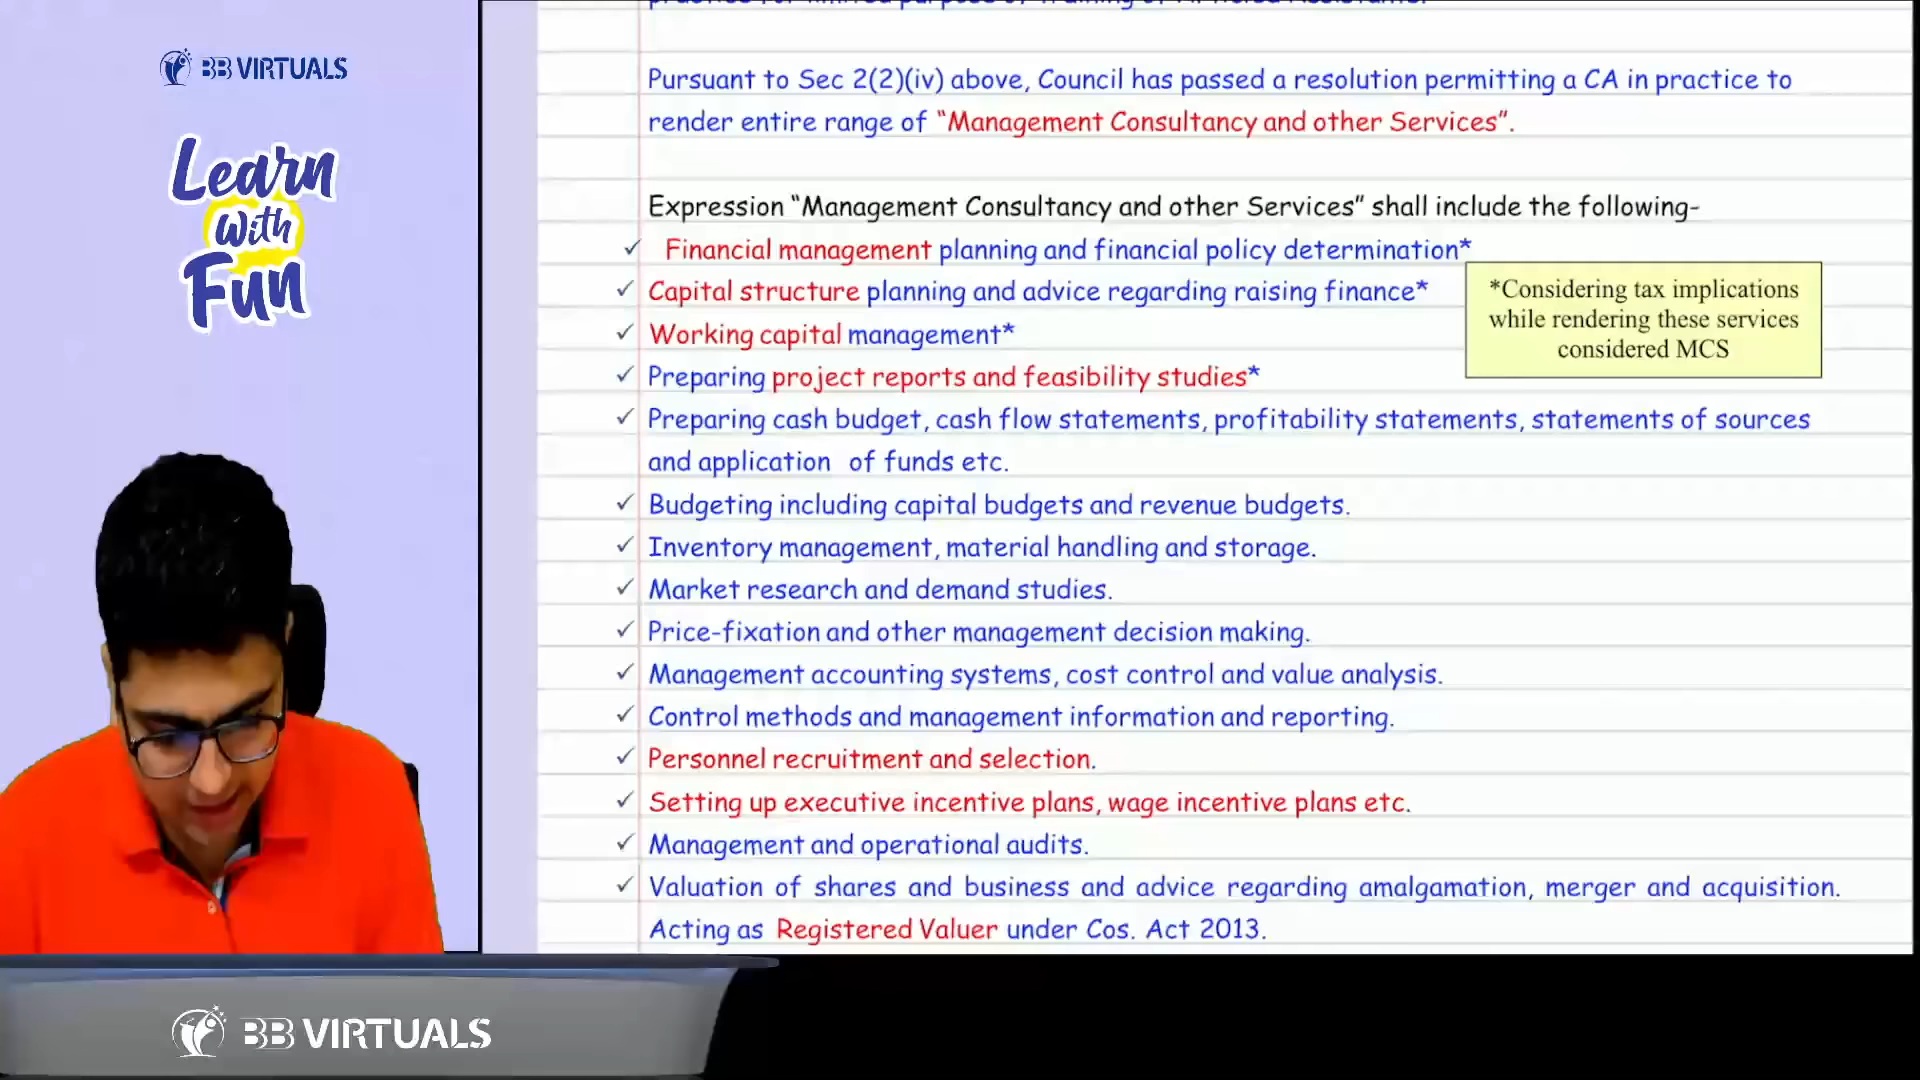 BB VIRTUALS
Learn
With
Fun
Pursuant to Sec 2(2)(iv) above, Council has passed a resolution permitting a CA in practice to
render entire range of “Management Consultancy and other Services”.
Expression “Management Consultancy and other Services” shall include the following-
✓ Financial management planning and financial policy determination*
✓ Capital structure planning and advice regarding raising finance*
✓ Working capital management*
✓ Preparing project reports and feasibility studies*
*Considering tax implications
while rendering these services
considered MCS
✓ Preparing cash budget, cash flow statements, profitability statements, statements of sources
and application of funds etc.
✓ Budgeting including capital budgets and revenue budgets.
✓ Inventory management, material handling and storage.
✓ Market research and demand studies.
✓ Price-fixation and other management decision making.
✓ Management accounting systems, cost control and value analysis.
✓ Control methods and management information and reporting.
✓ Personnel recruitment and selection.
✓ Setting up executive incentive plans, wage incentive plans etc.
✓ Management and operational audits.
✓ Valuation of shares and business and advice regarding amalgamation, merger and acquisition.
Acting as Registered Valuer under Cos. Act 2013.
BB VIRTUALS